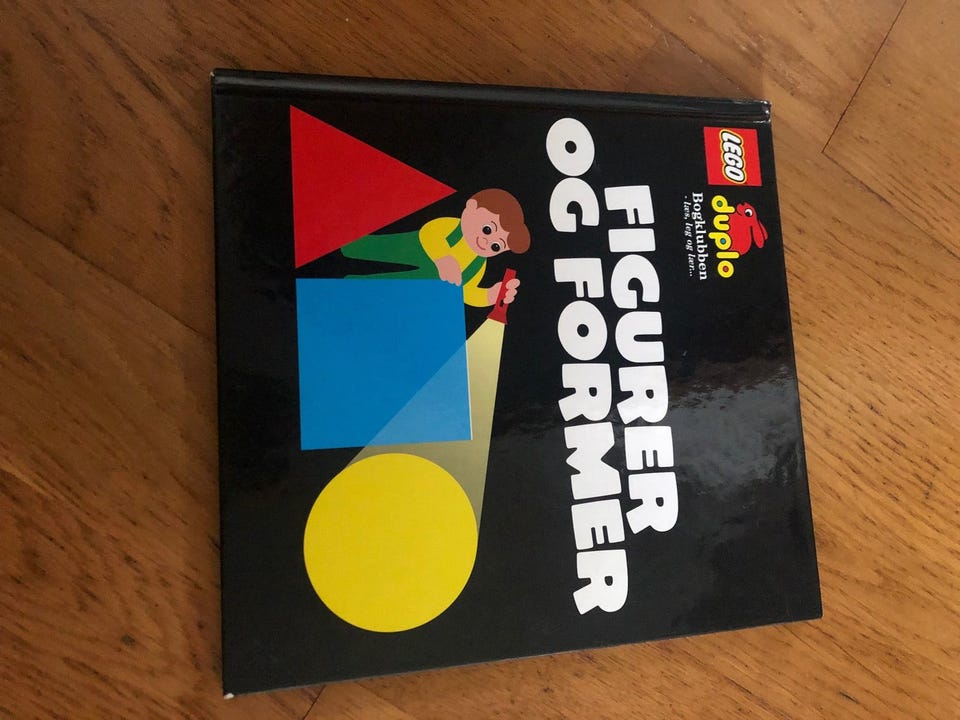 LEGO
duplo
Bogklubben
- læs, leg og lær...
FIGURER
OG FORMER